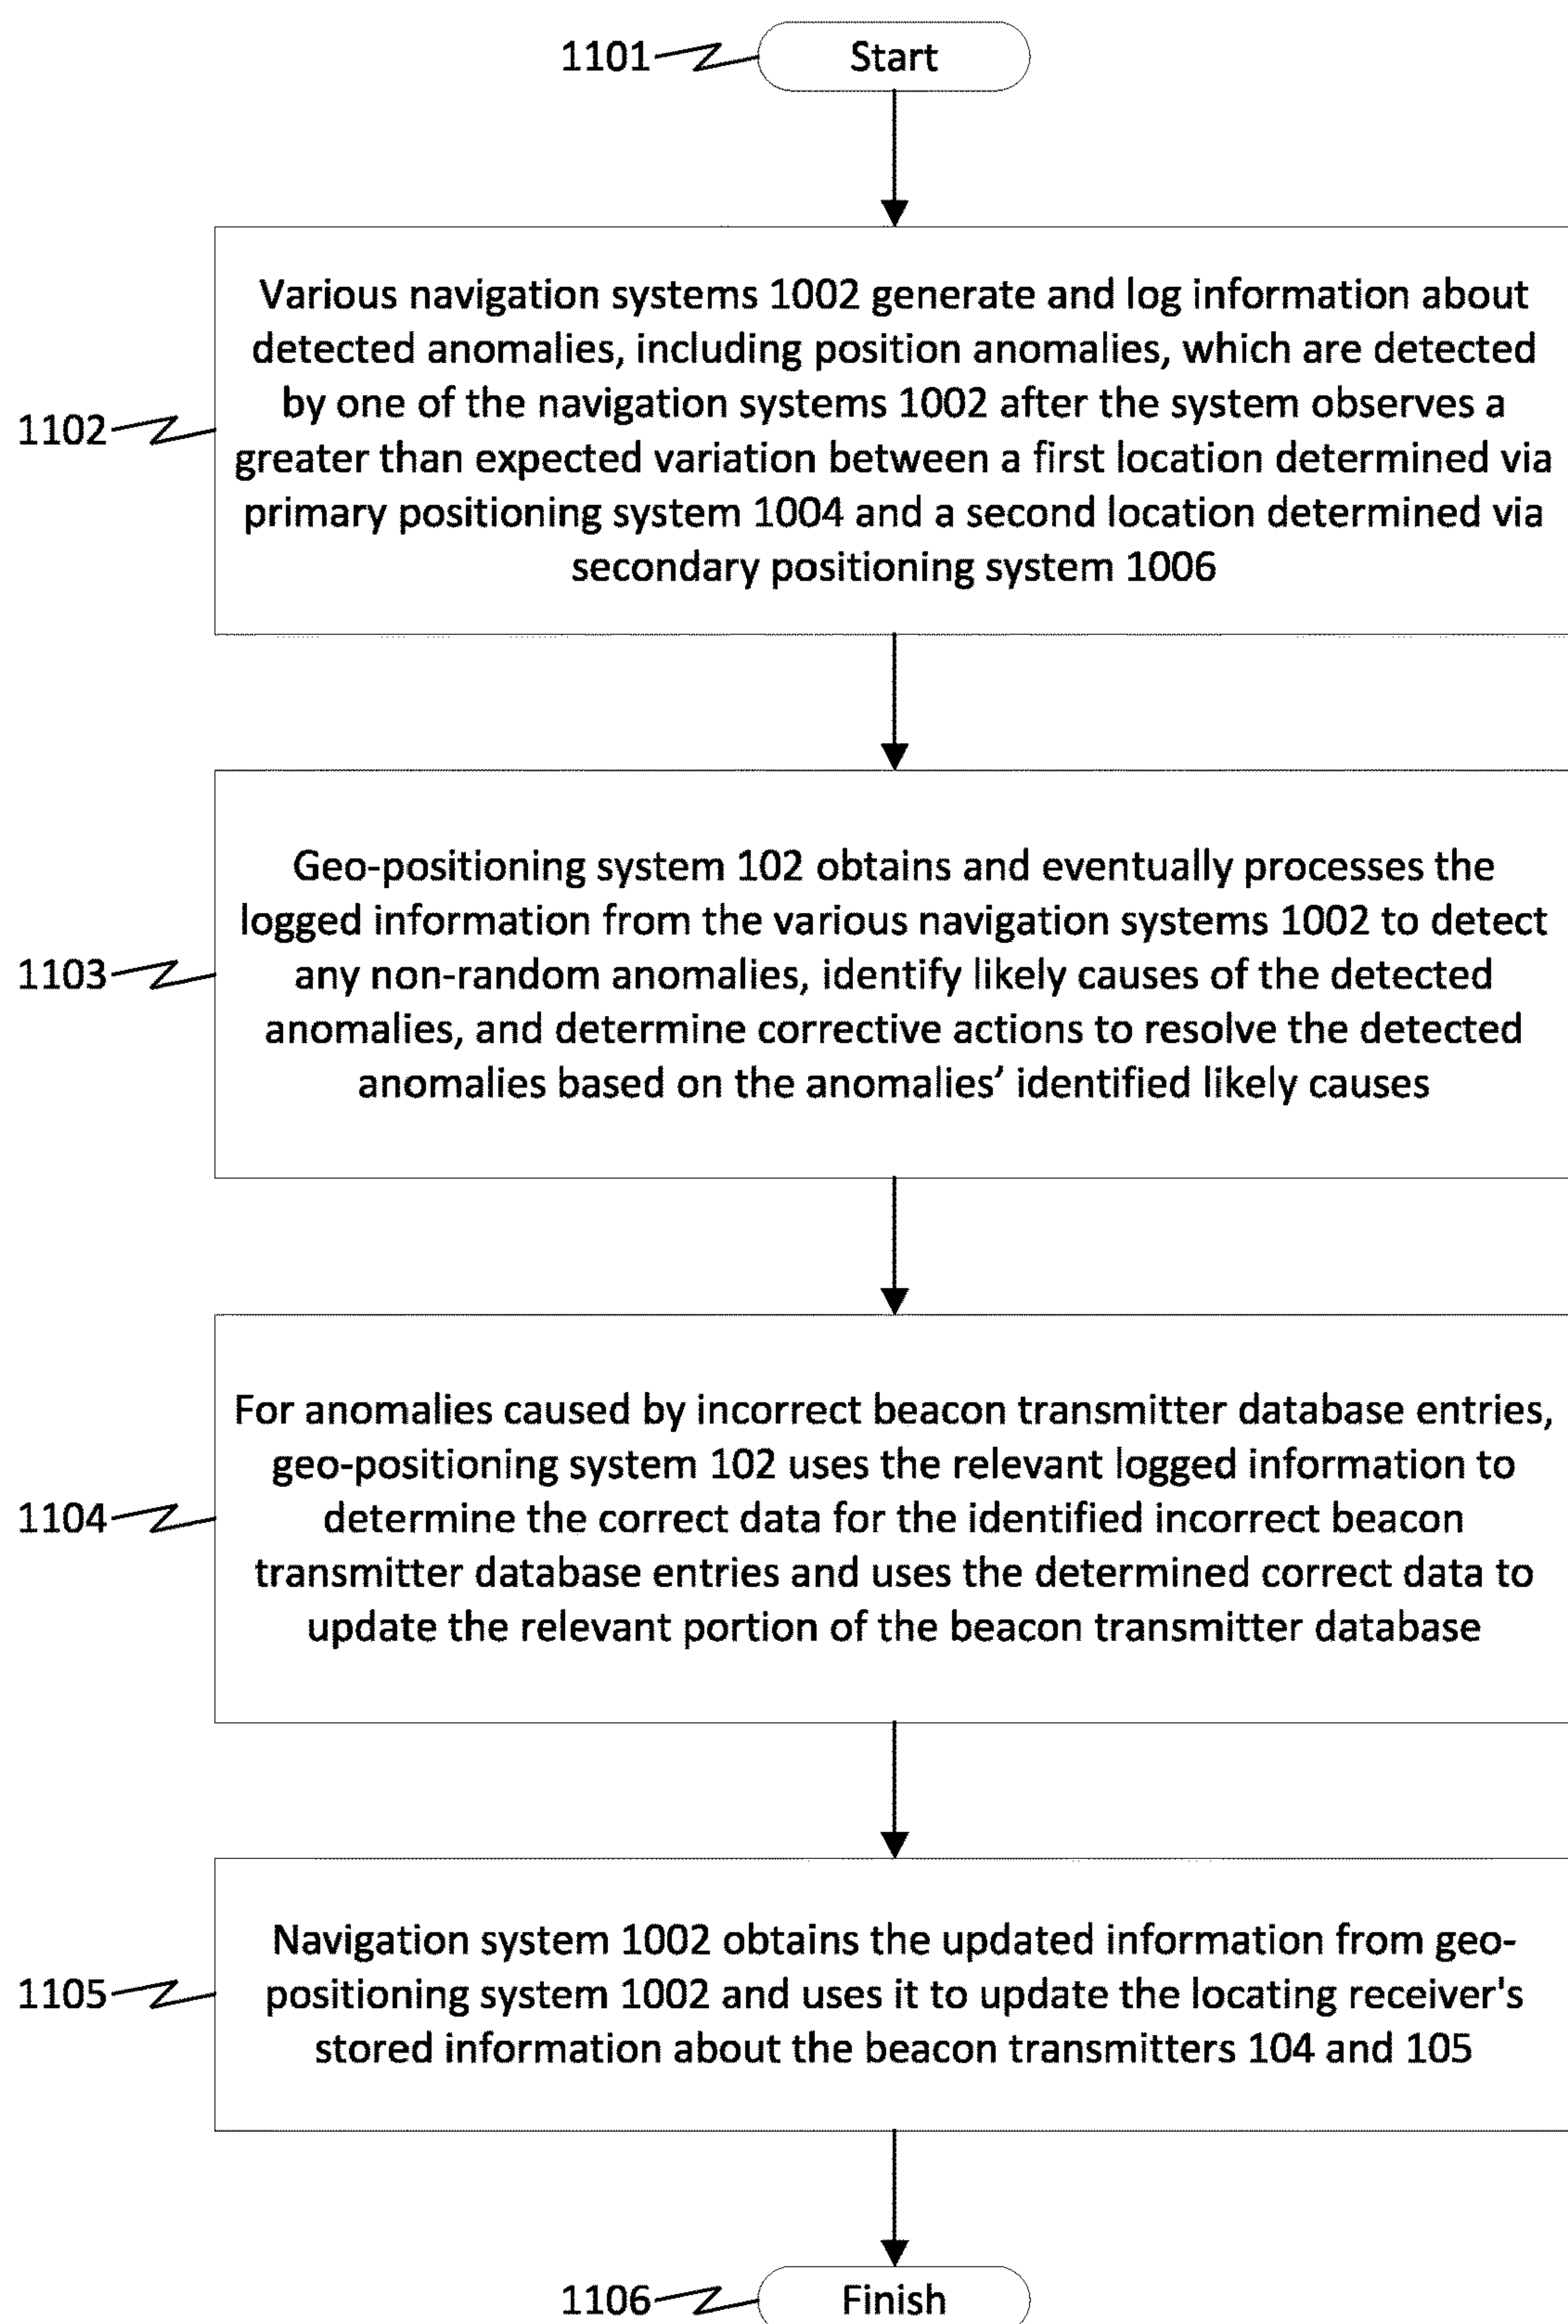 1101
Start
Various navigation systems 1002 generate and log information about
detected anomalies, including position anomalies, which are detected
by one of the navigation systems 1002 after the system observes a
1102
greater than expected variation between a first location determined via
primary positioning system 1004 and a second location determined via
secondary positioning system 1006
Geo-positioning system 102 obtains and eventually processes the
logged information from the various navigation systems 1002 to detect
1103
any non-random anomalies, identify likely causes of the detected
anomalies, and determine corrective actions to resolve the detected
anomalies based on the anomalies’ identified likely causes
For anomalies caused by incorrect beacon transmitter database entries,
geo-positioning system 102 uses the relevant logged information to
1104
determine the correct data for the identified incorrect beacon
transmitter database entries and uses the determined correct data to
update the relevant portion of the beacon transmitter database
Navigation system 1002 obtains the updated information from geo-
1105
positioning system 1002 and uses it to update the locating receiver's
stored information about the beacon transmitters 104 and 105
1106
Finish